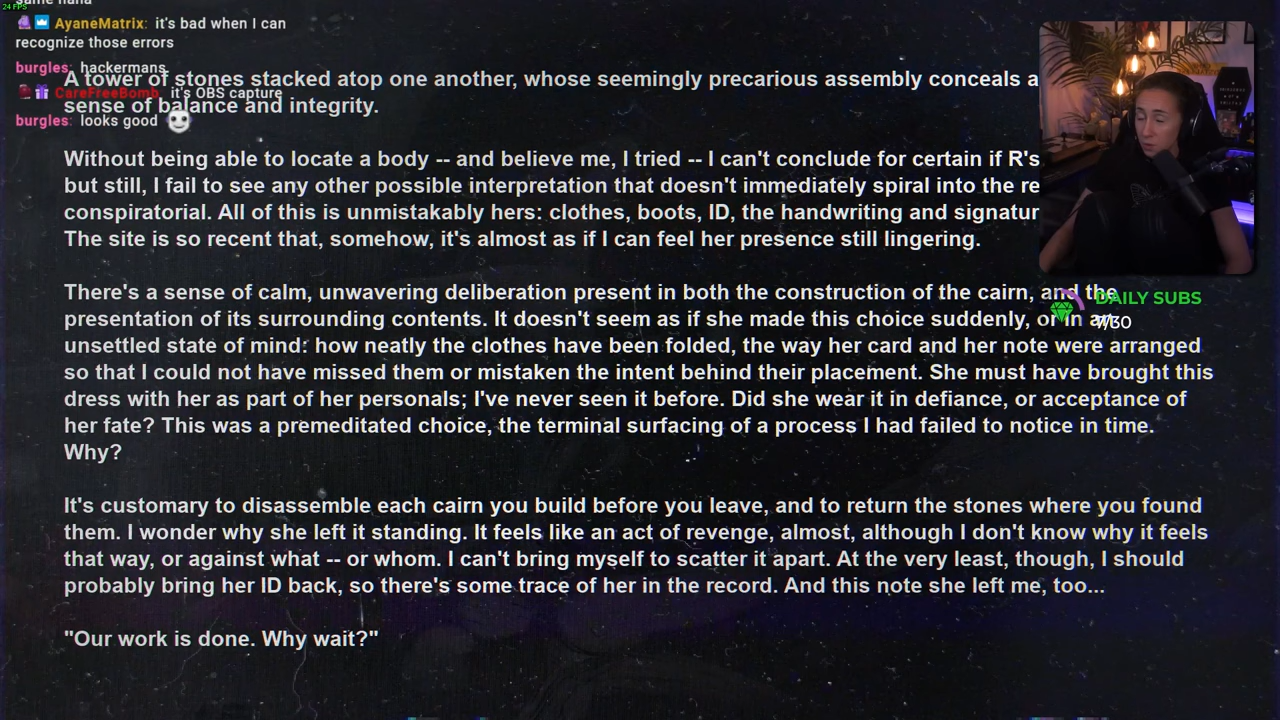 24 FPS
AyaneMatrix: it's bad when I can
recognize those errors
burgles: hackermans
CareFreeBomb: it's OBS capture
burgles: looks good
A tower of stones stacked atop one another, whose seemingly precarious assembly conceals a
sense of balance and integrity.
Without being able to locate a body -- and believe me, I tried -- I can't conclude for certain if R's
but still, I fail to see any other possible interpretation that doesn't immediately spiral into the re
conspiratorial. All of this is unmistakably hers: clothes, boots, ID, the handwriting and signatur
The site is so recent that, somehow, it's almost as if I can feel her presence still lingering.
There's a sense of calm, unwavering deliberation present in both the construction of the cairn, and the
presentation of its surrounding contents. It doesn't seem as if she made this choice suddenly, or in an
unsettled state of mind: how neatly the clothes have been folded, the way her card and her note were arranged
so that I could not have missed them or mistaken the intent behind their placement. She must have brought this
dress with her as part of her personals; I've never seen it before. Did she wear it in defiance, or acceptance of
her fate? This was a premeditated choice, the terminal surfacing of a process I had failed to notice in time.
Why?
It's customary to disassemble each cairn you build before you leave, and to return the stones where you found
them. I wonder why she left it standing. It feels like an act of revenge, almost, although I don't know why it feels
that way, or against what -- or whom. I can't bring myself to scatter it apart. At the very least, though, I should
probably bring her ID back, so there's some trace of her in the record. And this note she left me, too...
"Our work is done. Why wait?"
DAILY SUBS
7/30